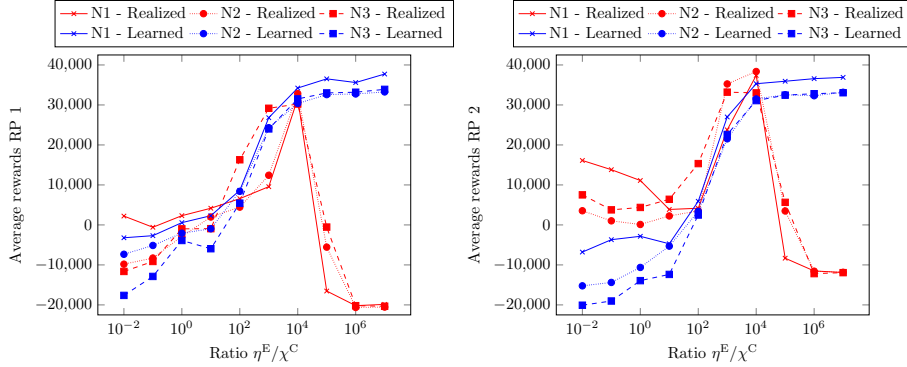 N1 - Realized N2 - Realized N3 - Realized
N1 - Learned N2 - Learned N3 - Learned
40,000
30,000
20,000
10,000
0
−10,000
−20,000
10^−2 10^0 10^2 10^4 10^6
Ratio η^E/χ^C
Average rewards RP 1
N1 - Realized N2 - Realized N3 - Realized
N1 - Learned N2 - Learned N3 - Learned
40,000
30,000
20,000
10,000
0
−10,000
−20,000
10^−2 10^0 10^2 10^4 10^6
Ratio η^E/χ^C
Average rewards RP 2